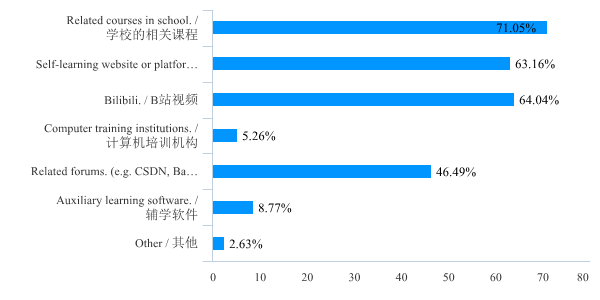 Related courses in school. /
学校的相关课程
71.05%
Self-learning website or platfor…
63.16%
Bilibili. / B站视频
64.04%
Computer training institutions. /
计算机培训机构
5.26%
Related forums. (e.g. CSDN, Ba…
46.49%
Auxiliary learning software. /
辅学软件
8.77%
Other / 其他
2.63%
0 10 20 30 40 50 60 70 80